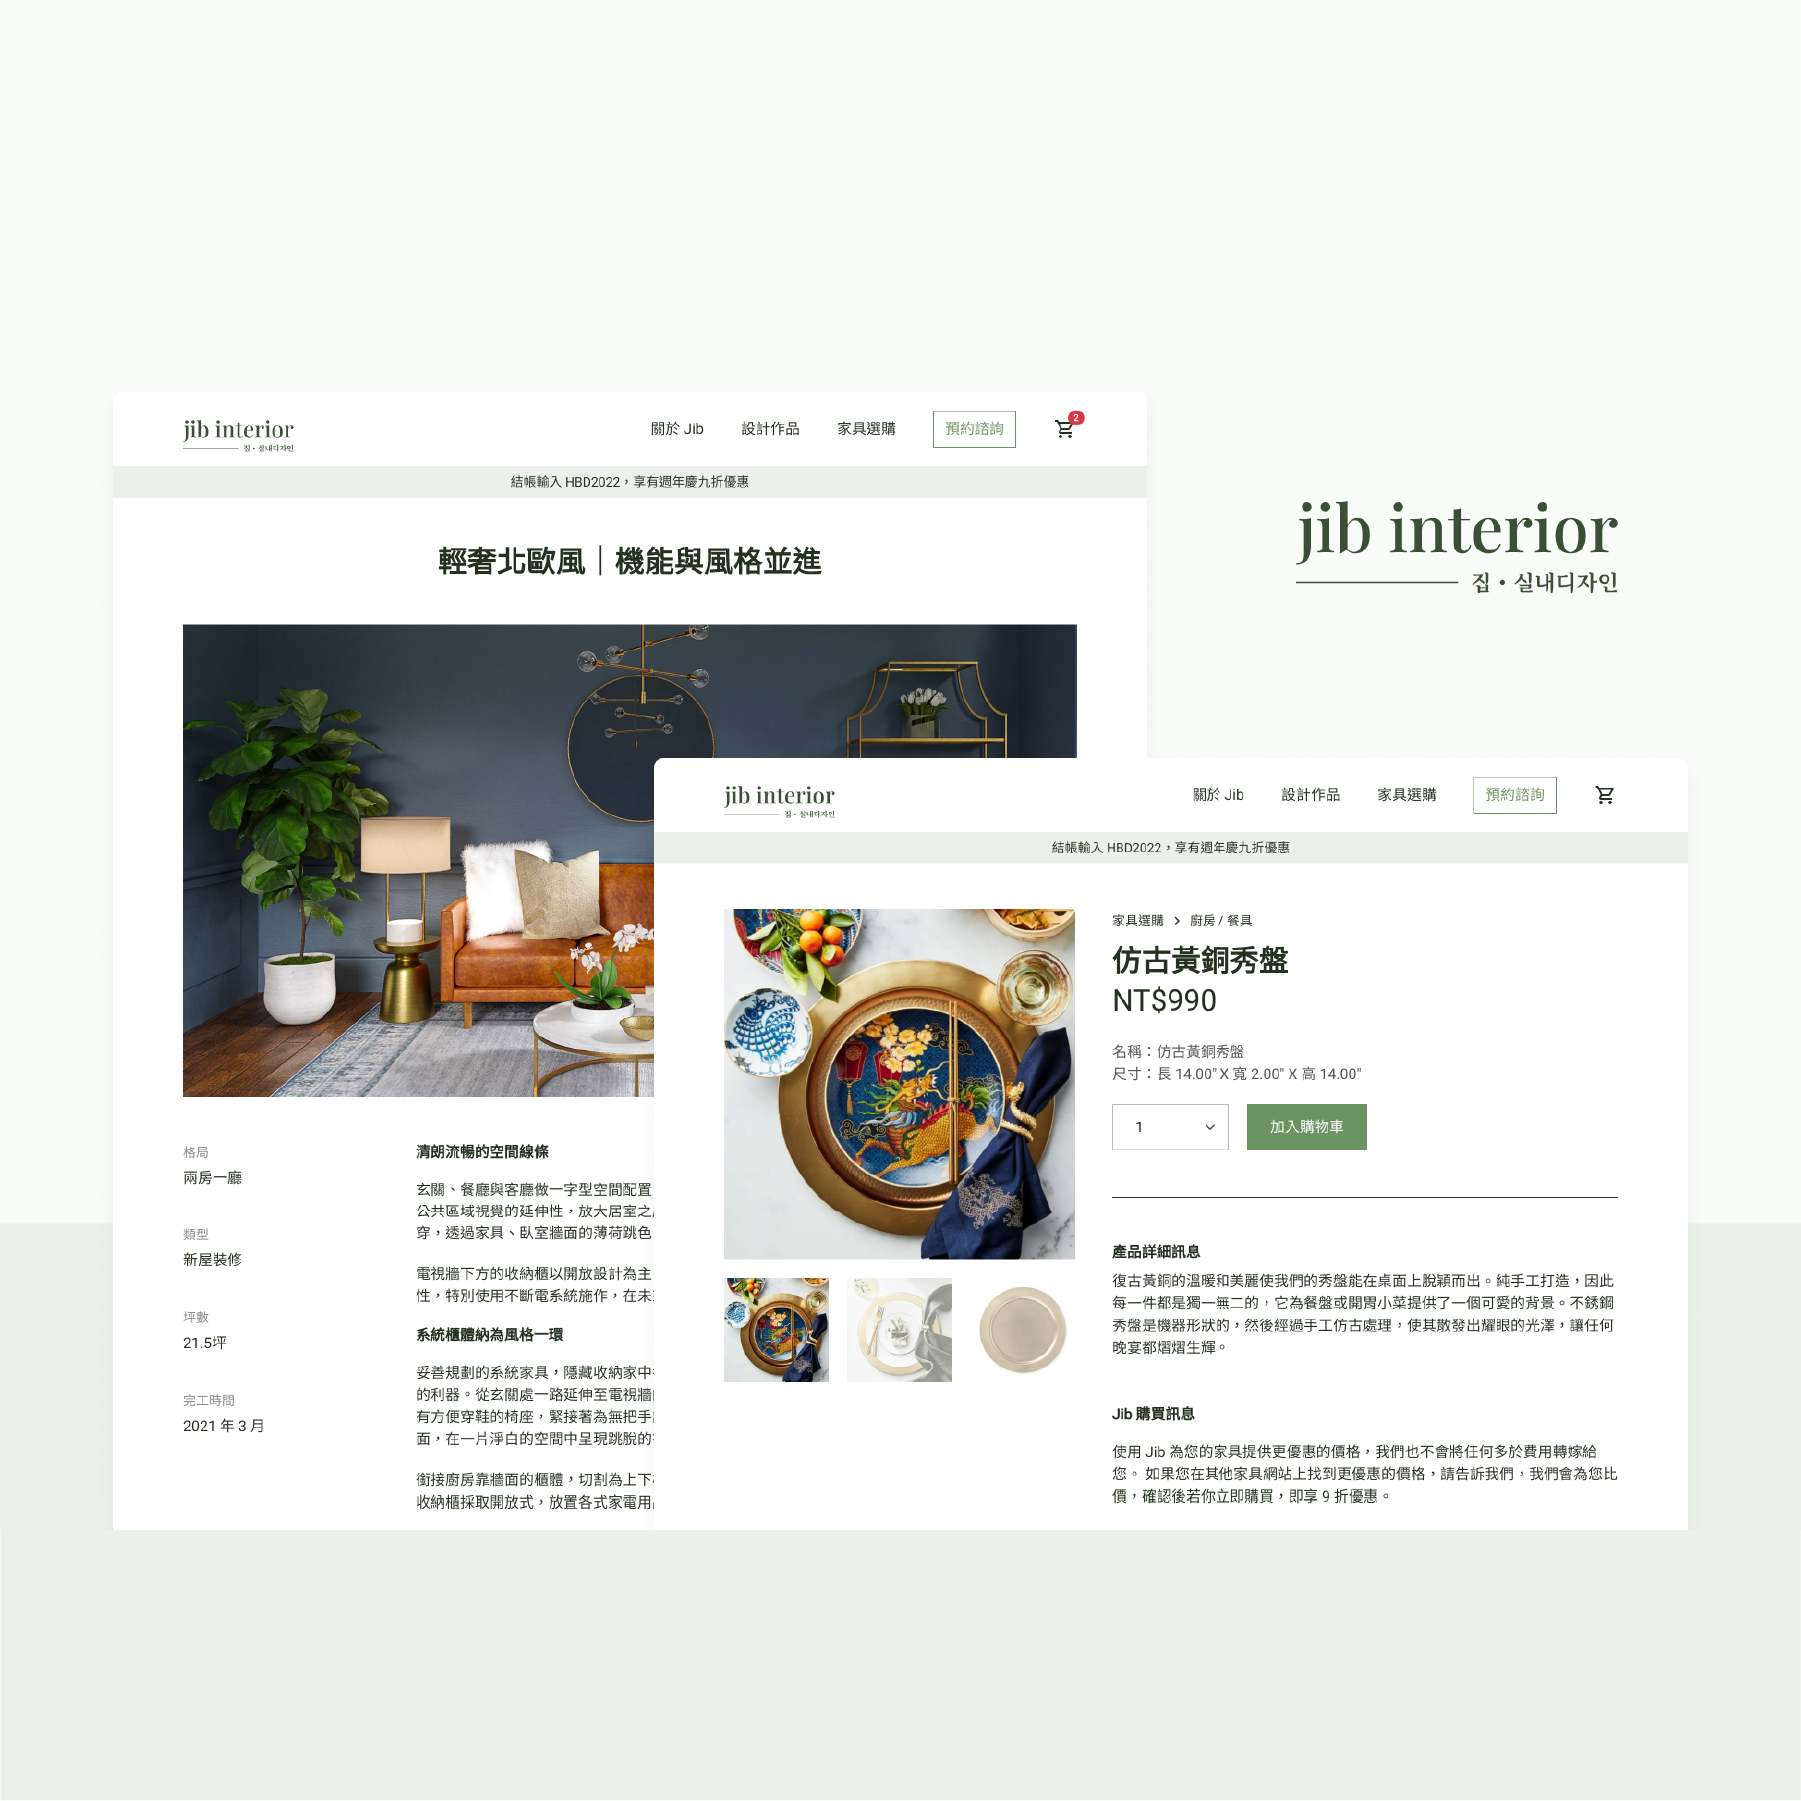 jib interior
집 • 실내디자인
關於 Jib
設計作品
家具選購
預約諮詢
2
結帳輸入 HBD2022，享有週年慶九折優惠
輕奢北歐風｜機能與風格並進
格局
兩房一廳
類型
新屋裝修
坪數
21.5坪
完工時間
2021 年 3 月
清朗流暢的空間線條
玄關、餐廳與客廳做一字型空間配置
公共區域視覺的延伸性，放大居室之
穿，透過家具、臥室牆面的薄荷跳色
電視牆下方的收納櫃以開放設計為主
性，特別使用不斷電系統施作，在未
系統櫃體納為風格一環
妥善規劃的系統家具，隱藏收納家中
的利器。從玄關處一路延伸至電視牆
有方便穿鞋的椅座，緊接著為無把手
面，在一片淨白的空間中呈現跳脫的
銜接廚房靠牆面的櫃體，切割為上下
收納櫃採取開放式，放置各式家電用
jib interior
집 • 실내디자인
jib interior
집 • 실내디자인
關於 Jib
設計作品
家具選購
預約諮詢
結帳輸入 HBD2022，享有週年慶九折優惠
家具選購 > 廚房 / 餐具
仿古黃銅秀盤
NT$990
名稱：仿古黃銅秀盤
尺寸：長 14.00" X 寬 2.00" X 高 14.00"
1
加入購物車
產品詳細訊息
復古黃銅的溫暖和美麗使我們的秀盤能在桌面上脫穎而出。純手工打造，因此
每一件都是獨一無二的，它為餐盤或開胃小菜提供了一個可愛的背景。不銹鋼
秀盤是機器形狀的，然後經過手工仿古處理，使其散發出耀眼的光澤，讓任何
晚宴都熠熠生輝。
Jib 購買訊息
使用 Jib 為您的家具提供更優惠的價格，我們也不會將任何多於費用轉嫁給
您。 如果您在其他家具網站上找到更優惠的價格，請告訴我們，我們會為您比
價，確認後若你立即購買，即享 9 折優惠。